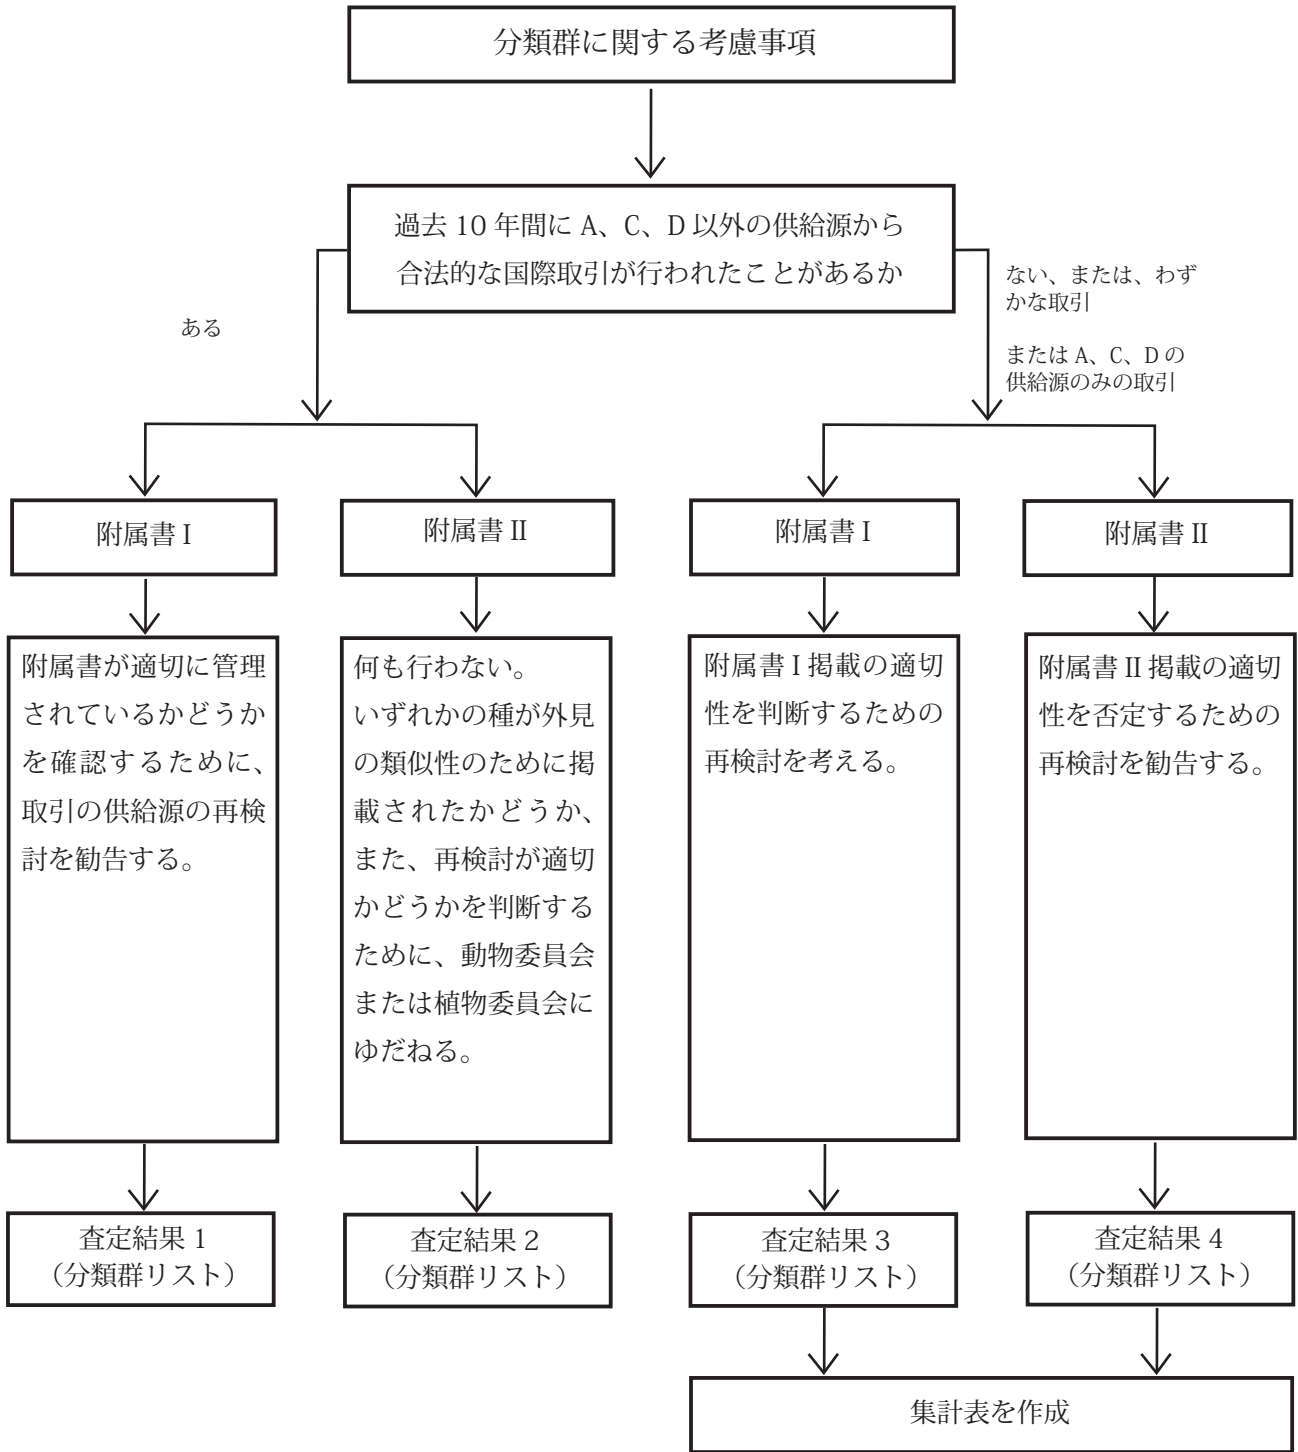 分類群に関する考慮事項
過去 10 年間に A、C、D 以外の供給源から
合法的な国際取引が行われたことがあるか
ある
ない、または、わず
かな取引
または A、C、D の
供給源のみの取引
附属書 I
附属書 II
附属書 I
附属書 II
附属書が適切に管理
されているかどうか
を確認するために、
取引の供給源の再検
討を勧告する。
何も行わない。
いずれかの種が外見
の類似性のために掲
載されたかどうか、
また、再検討が適切
かどうかを判断する
ために、動物委員会
または植物委員会に
ゆだねる。
附属書 I 掲載の適切
性を判断するための
再検討を考える。
附属書 II 掲載の適切
性を否定するための
再検討を勧告する。
査定結果 1
（分類群リスト）
査定結果 2
（分類群リスト）
査定結果 3
（分類群リスト）
査定結果 4
（分類群リスト）
集計表を作成